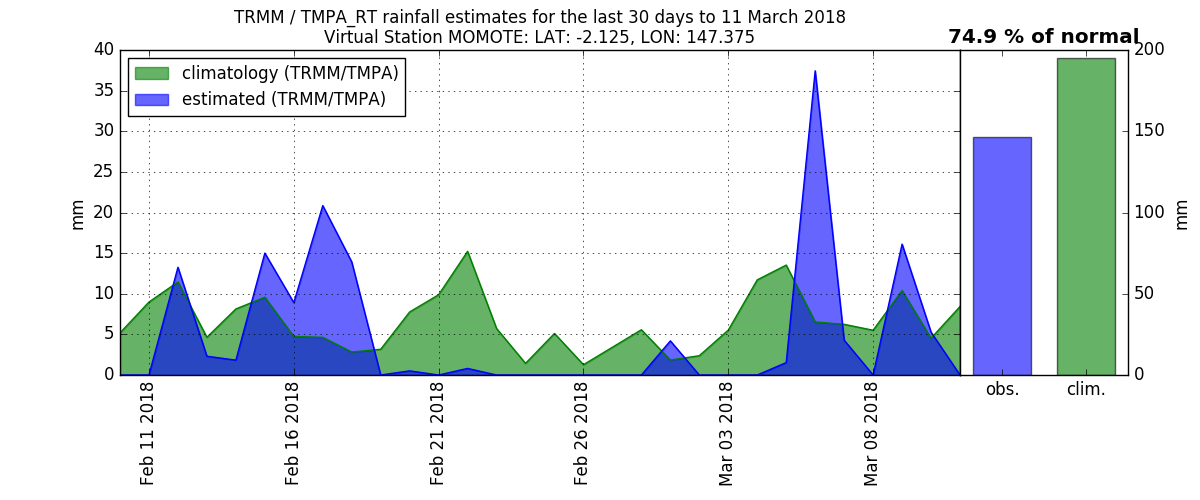 TRMM / TMPA_RT rainfall estimates for the last 30 days to 11 March 2018
Virtual Station MOMOTE: LAT: -2.125, LON: 147.375
74.9 % of normal
climatology (TRMM/TMPA)
estimated (TRMM/TMPA)
mm
40
35
30
25
20
15
10
5
0
Feb 11 2018
Feb 16 2018
Feb 21 2018
Feb 26 2018
Mar 03 2018
Mar 08 2018
200
150
100
50
0
mm
obs.
clim.